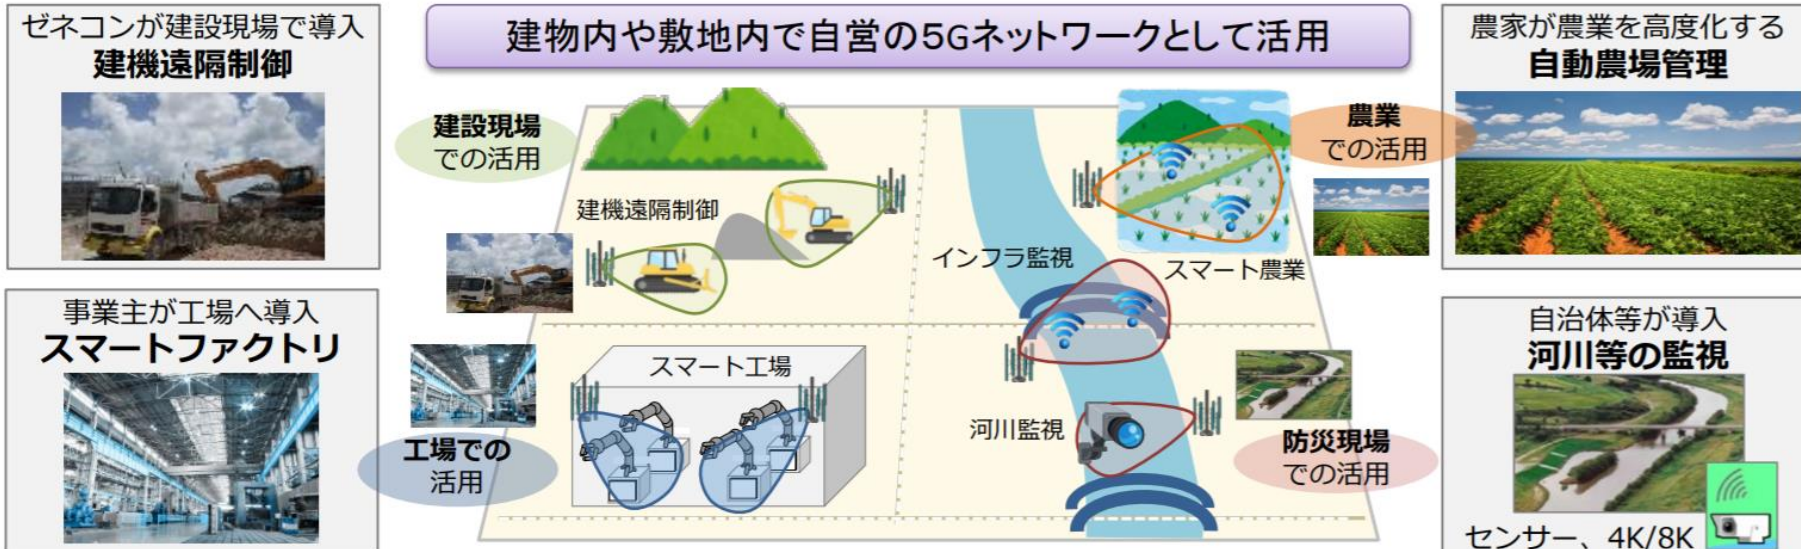 建物内や敷地内で自営の5Gネットワークとして活用
ゼネコンが建設現場で導入
建機遠隔制御
建設現場
での活用
建機遠隔制御
農家が農業を高度化する
自動農場管理
農業
での活用
インフラ監視
スマート農業
事業主が工場へ導入
スマートファクトリ
スマート工場
工場での
活用
河川監視
防災現場
での活用
自治体等が導入
河川等の監視
センサー、4K/8K